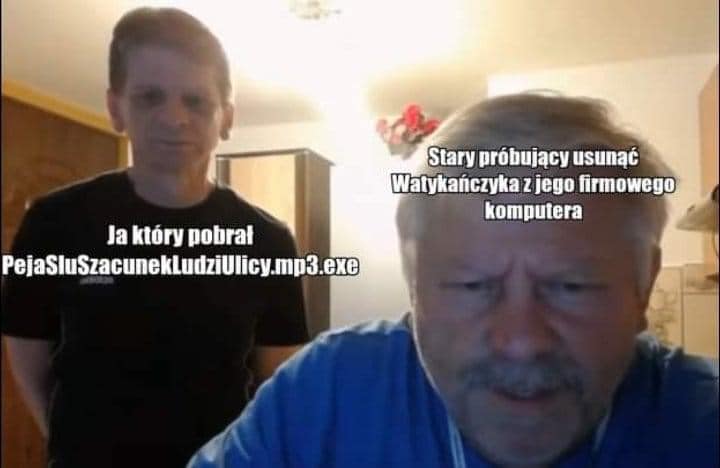 Ja który pobrał
PejaSluSzacunekLudziUlicy.mp3.exe
Stary próbujący usunąć
Watykańczyka z jego firmowego
komputera